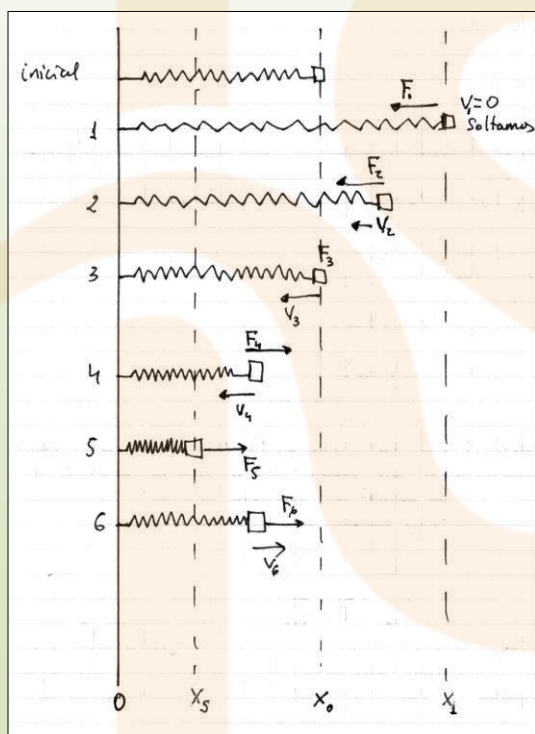 inicial
F₁
V₁=0
Soltamos
1
F₂
2
V₂
F₃
3
V₃
F₄
4
V₄
5
F₅
6
F₆
V₆
0 X₅ X₀ X₁